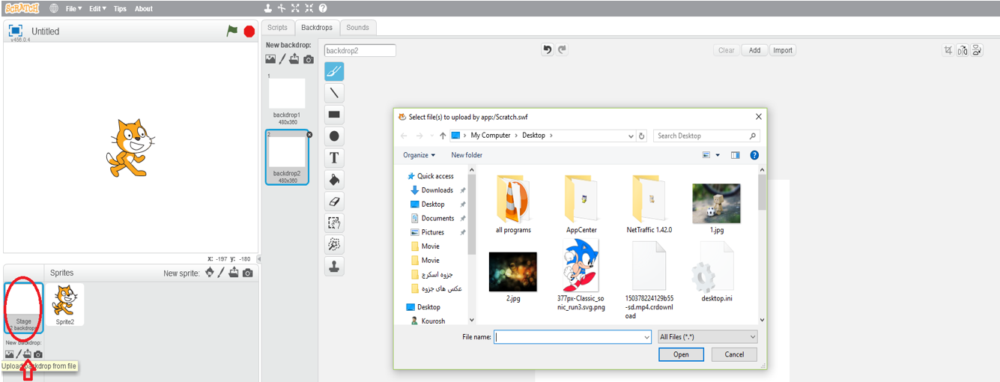 SCRATCH
File Edit Tips About
Untitled
v456.0.4
Scripts Backdrops Sounds
New backdrop:
backdrop2
Clear Add Import
1
backdrop1
480x360
2
backdrop2
480x360
T
x: -197 y: -180
Sprites New sprite:
Stage
2 backdrops
Sprite2
New backdrop:
Upload backdrop from file
Select file(s) to upload by app:/Scratch.swf
My Computer Desktop
Search Desktop
Organize New folder
Quick access
Downloads
Desktop
Documents
Pictures
Movie
Movie
جزوه اسکرچ
عکس های جزوه
Desktop
Kourosh
all programs
AppCenter
NetTraffic 1.42.0
1.jpg
2.jpg
377px-Classic_so
nic_run3.svg.png
150378224129b55
-sd.mp4.crdownl
oad
desktop.ini
File name:
All Files (*.*)
Open Cancel